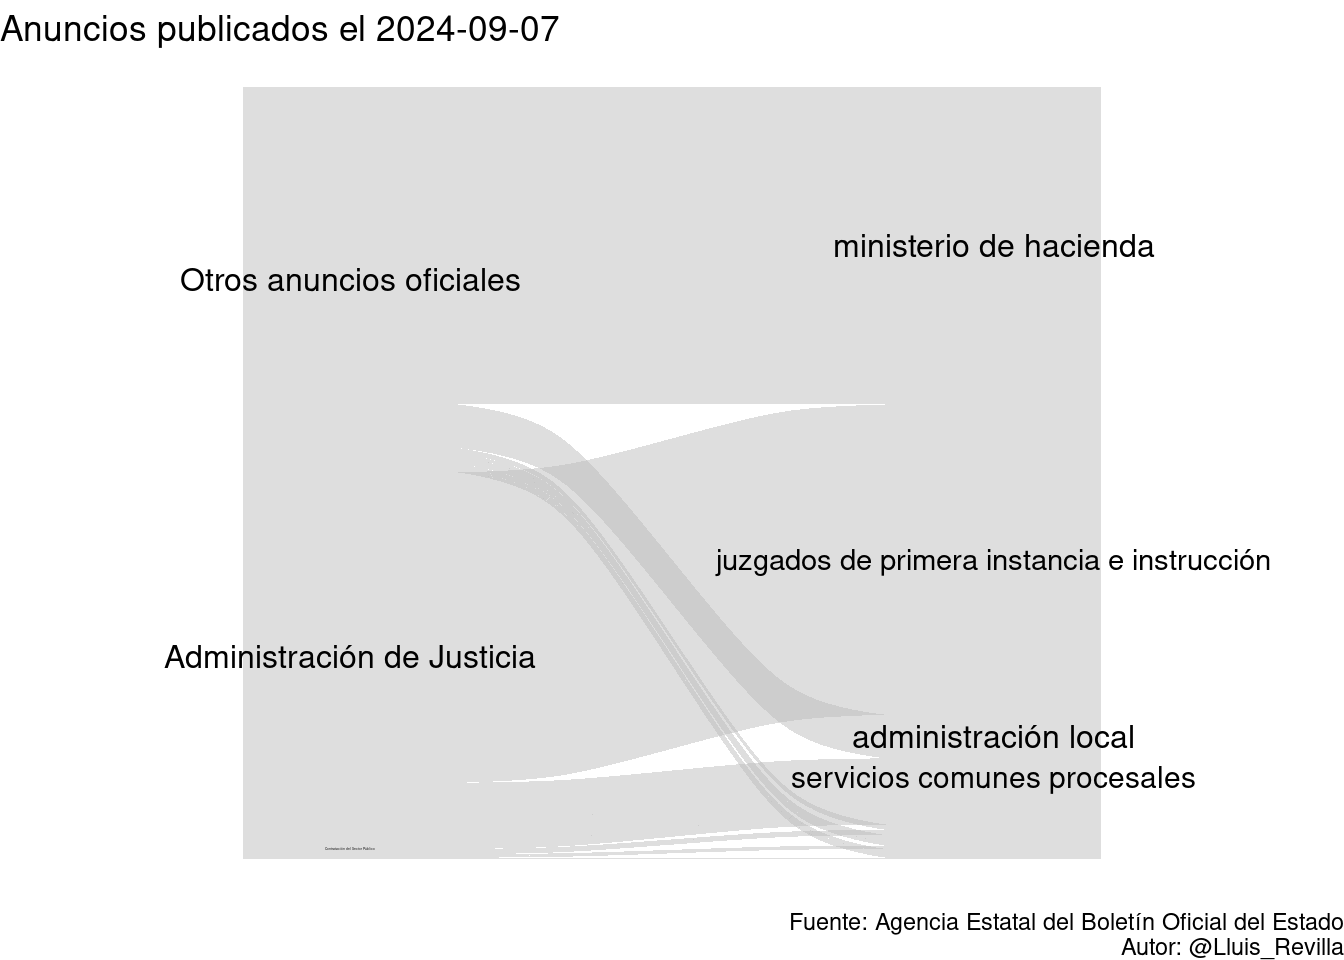 Anuncios publicados el 2024-09-07
ministerio de hacienda
Otros anuncios oficiales
juzgados de primera instancia e instrucción
Administración de Justicia
administración local
servicios comunes procesales
Contratación del Sector Público
Fuente: Agencia Estatal del Boletín Oficial del Estado
Autor: @Lluis_Revilla